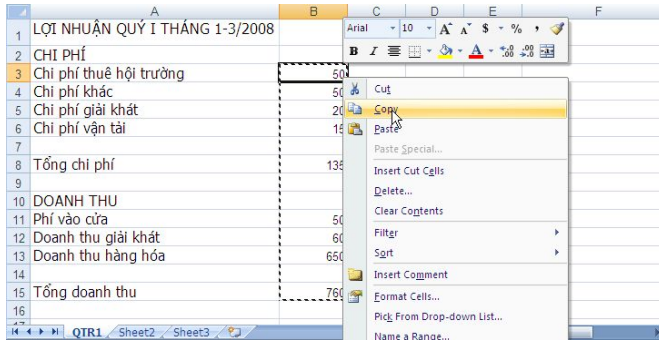 A B C D E F
Arial 10 A A $ % ,
B I A .00 .00
1 LỢI NHUẬN QUÝ I THÁNG 1-3/2008
2 CHI PHÍ
3 Chi phí thuê hội trường 50
4 Chi phí khác 50 Cut
5 Chi phí giải khát 20 Copy
6 Chi phí vận tải 15 Paste
7 Paste Special...
8 Tổng chi phí 135 Insert Cut Cells
9 Delete...
10 DOANH THU Clear Contents
11 Phí vào cửa 50
12 Doanh thu giải khát 60 Filter
13 Doanh thu hàng hóa 650 Sort
14 Insert Comment
15 Tổng doanh thu 760 Format Cells...
16 Pick From Drop-down List...
QTR1 Sheet2 Sheet3 Name a Range...